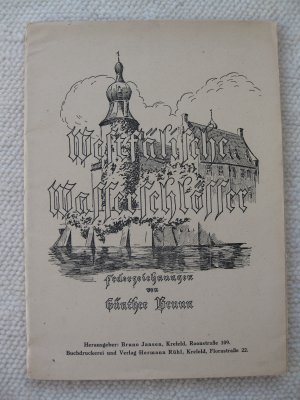 Westfälische
Wasserschlösser
Federzeichnungen
von
Günther Brunn
Herausgeber: Bruno Jansen, Krefeld, Roonstraße 109.
Buchdruckerei und Verlag Hermann Rühl, Krefeld, Florastraße 22.